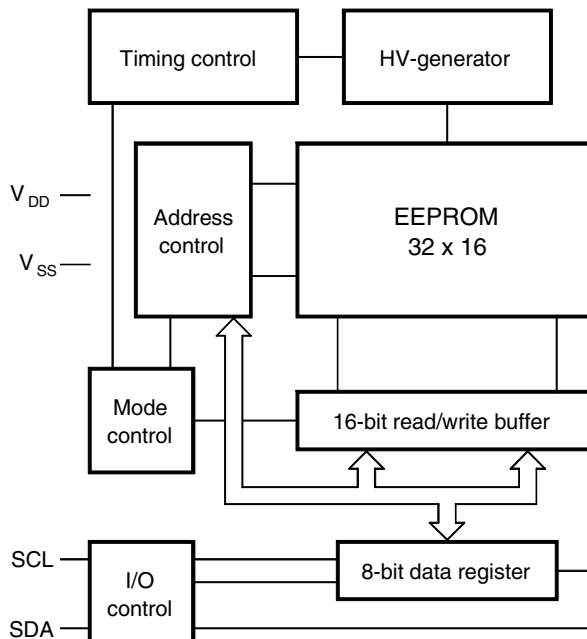 Timing control
HV-generator
V DD
V SS
Address
control
EEPROM
32 x 16
Mode
control
16-bit read/write buffer
SCL
SDA
I/O
control
8-bit data register